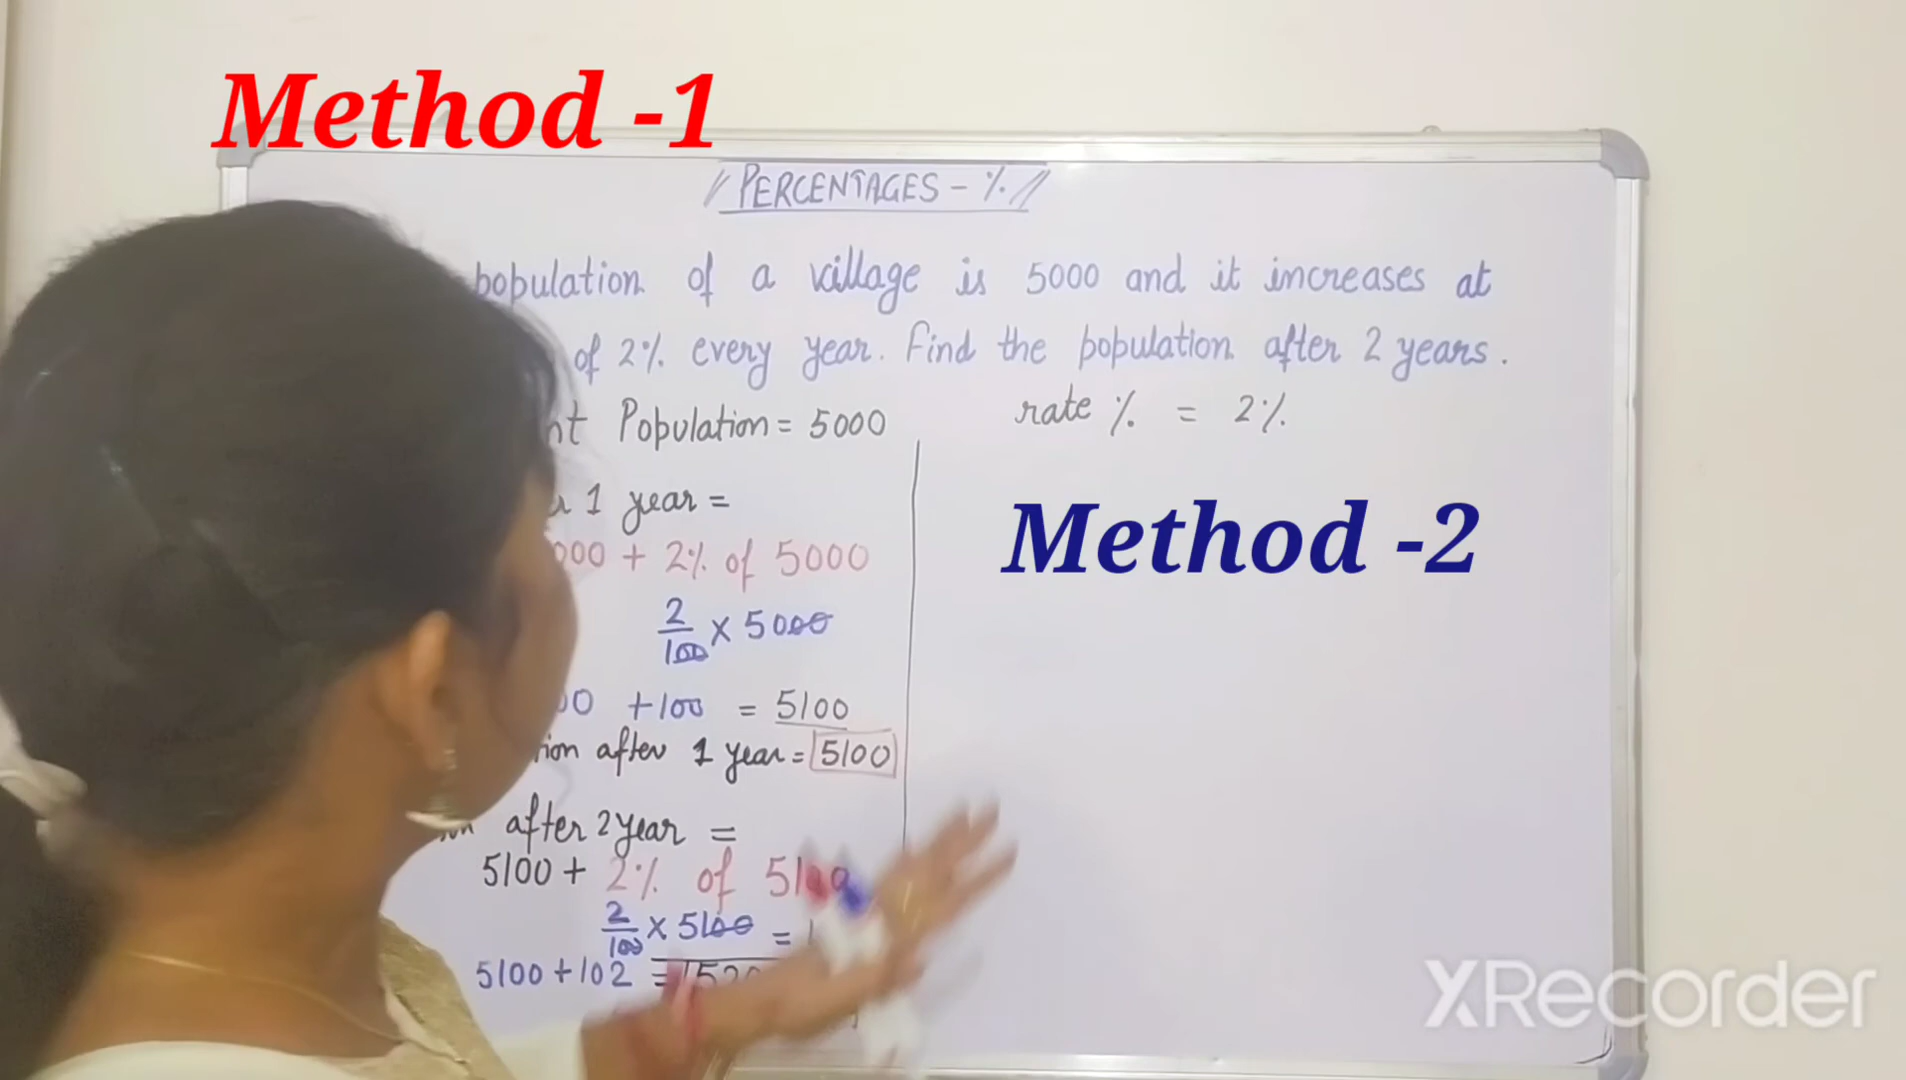 Method -1
PERCENTAGES - %
population of a village is 5000 and it increases at
of 2% every year. Find the population after 2 years.
Population = 5000
rate % = 2%
1 year =
Method -2
+ 2% of 5000
2/100 × 5000
+100 = 5100
after 1 year = 5100
after 2 year =
5100 + 2% of 5100
2/100 × 5100 =
5100 + 102 =
XRecorder